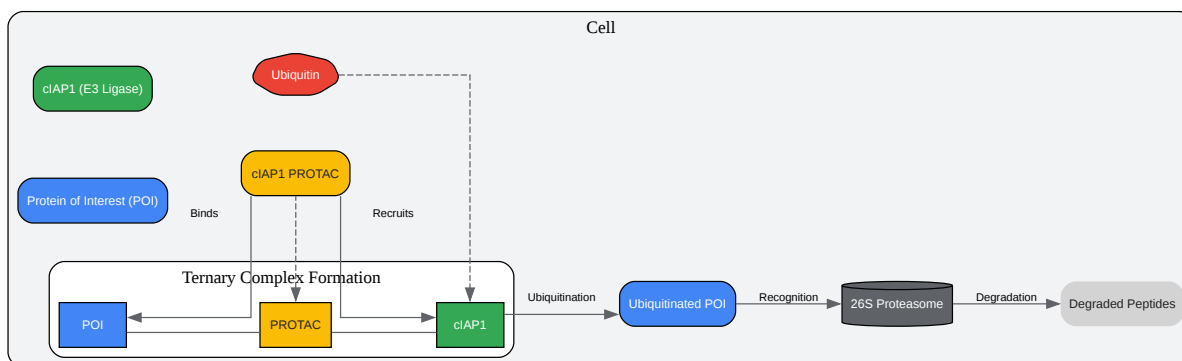 Cell
Ubiquitin
cIAP1 (E3 Ligase)
cIAP1 PROTAC
Protein of Interest (POI)
Binds
Recruits
Ternary Complex Formation
POI
PROTAC
cIAP1
Ubiquitination
Ubiquitinated POI
Recognition
26S Proteasome
Degradation
Degraded Peptides